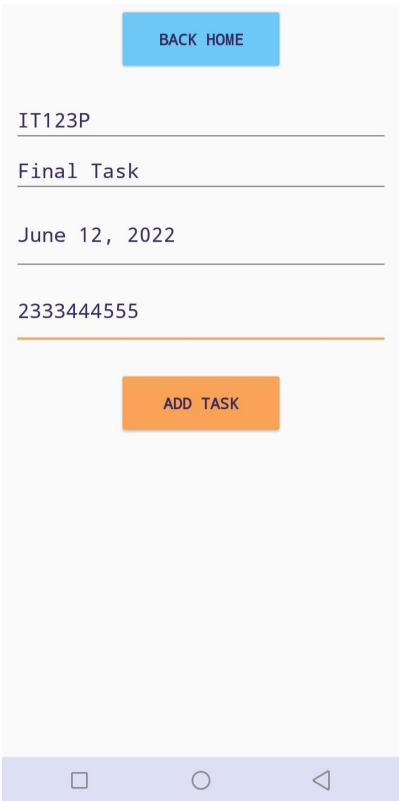 BACK HOME
IT123P
Final Task
June 12, 2022
2333444555
ADD TASK